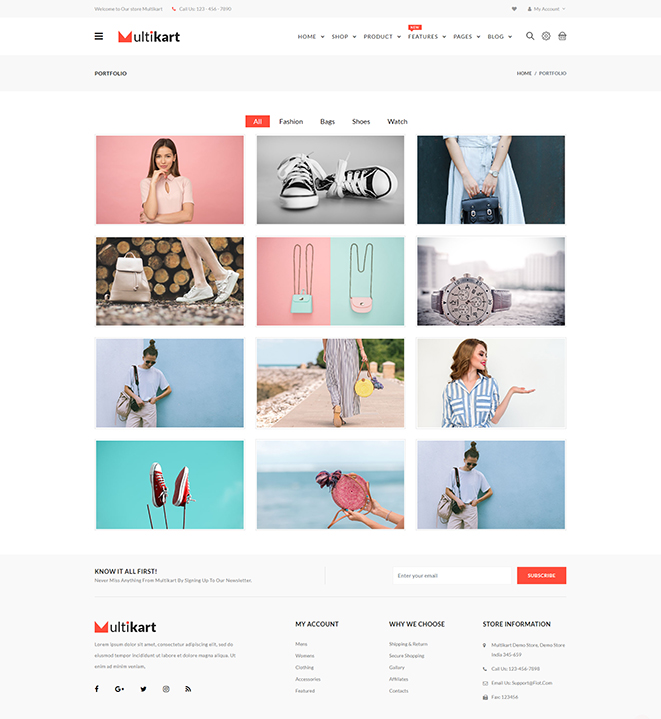 Welcome to Our store Multikart
Call Us: 123 - 456 - 7890
My Account
Multikart
HOME
SHOP
PRODUCT
NEW
FEATURES
PAGES
BLOG
PORTFOLIO
HOME / PORTFOLIO
All
Fashion
Bags
Shoes
Watch
KNOW IT ALL FIRST!
Never Miss Anything From Multikart By Signing Up To Our Newsletter.
Enter your email
SUBSCRIBE
Multikart
Lorem ipsum dolor sit amet, consectetur adipiscing elit, sed do
eiusmod tempor incididunt ut labore et dolore magna aliqua. Ut
enim ad minim veniam,
MY ACCOUNT
Mens
Womens
Clothing
Accessories
Featured
WHY WE CHOOSE
Shipping & Return
Secure Shopping
Gallary
Affiliates
Contacts
STORE INFORMATION
Multikart Demo Store, Demo Store
India 345-659
Call Us: 123-456-7898
Email Us: Support@Fiot.Com
Fax: 123456